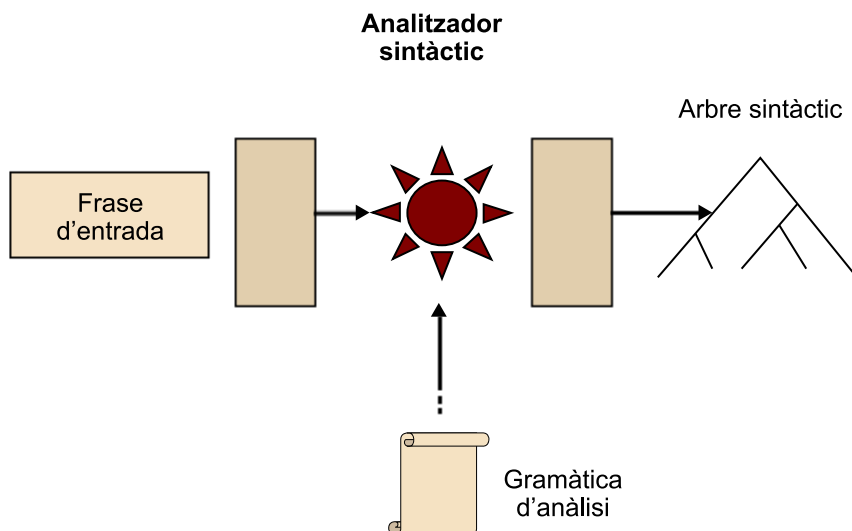 Analitzador
sintàctic
Arbre sintàctic
Frase
d’entrada
Gramàtica
d’anàlisi